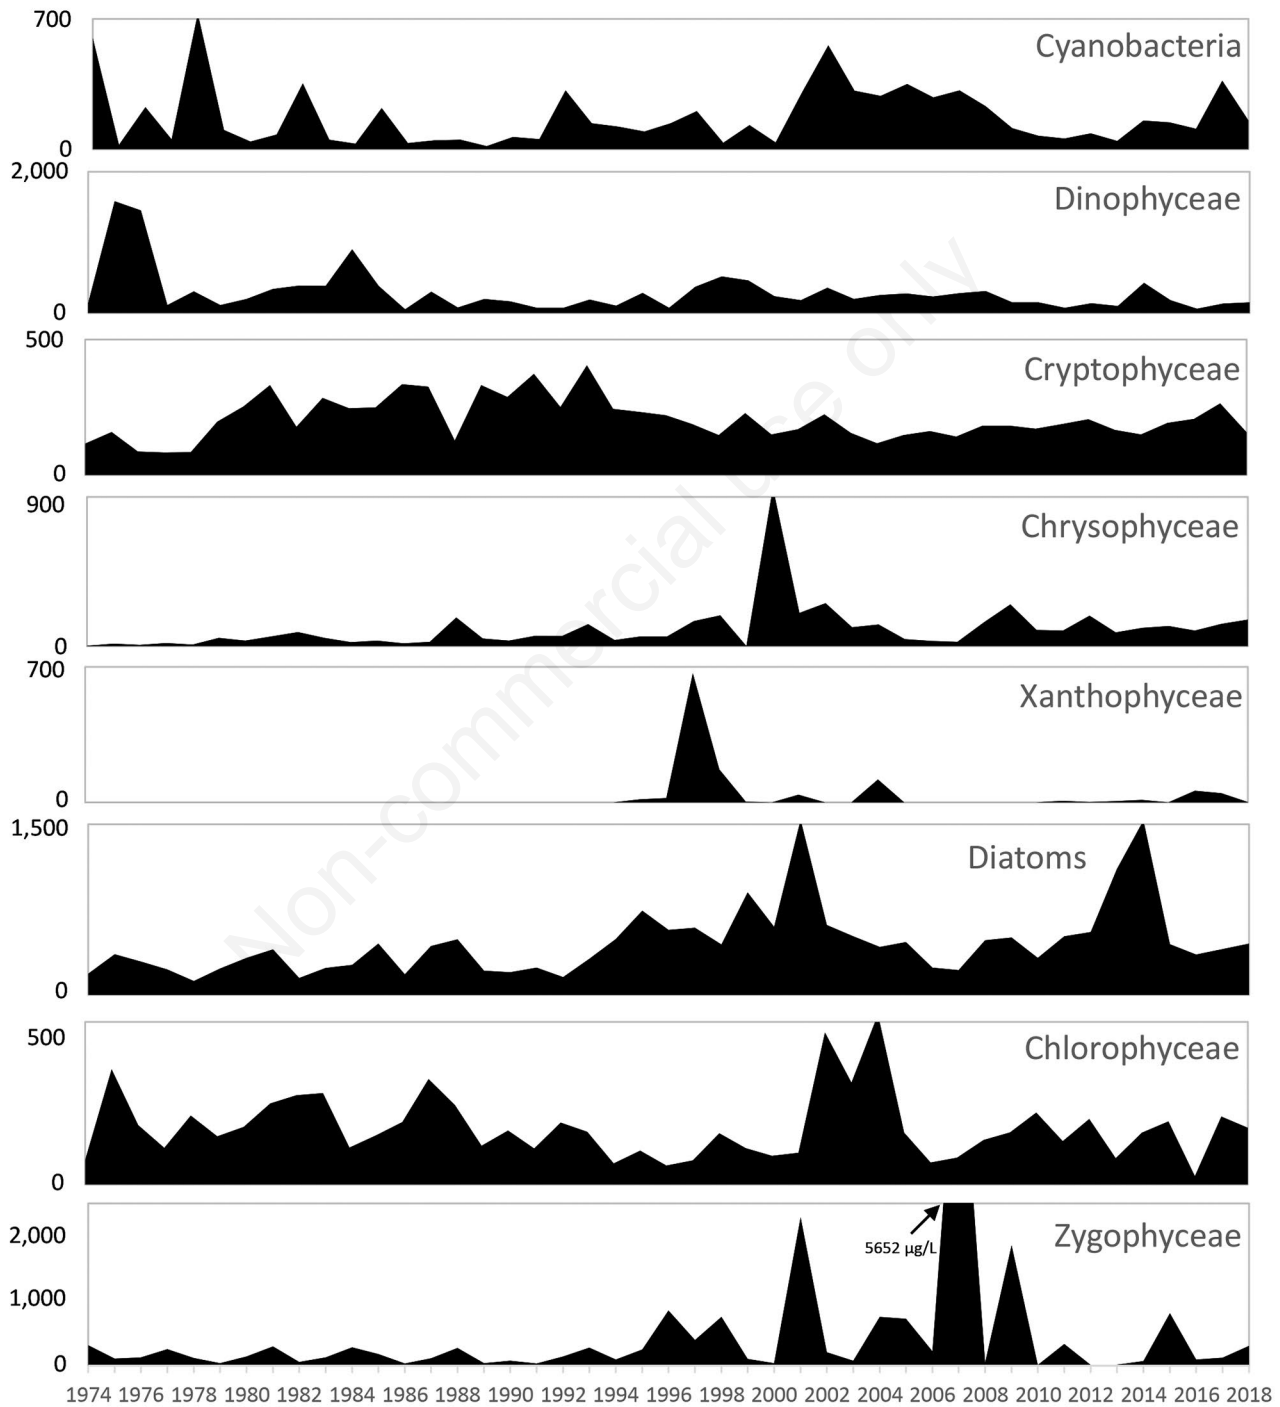 700
Cyanobacteria
0
2,000
Dinophyceae
0
500
Cryptophyceae
0
900
Chrysophyceae
0
700
Xanthophyceae
0
1,500
Diatoms
0
500
Chlorophyceae
0
2,000
Zygophyceae
5652 µg/L
1,000
0
1974 1976 1978 1980 1982 1984 1986 1988 1990 1992 1994 1996 1998 2000 2002 2004 2006 2008 2010 2012 2014 2016 2018
Non-commercial use only